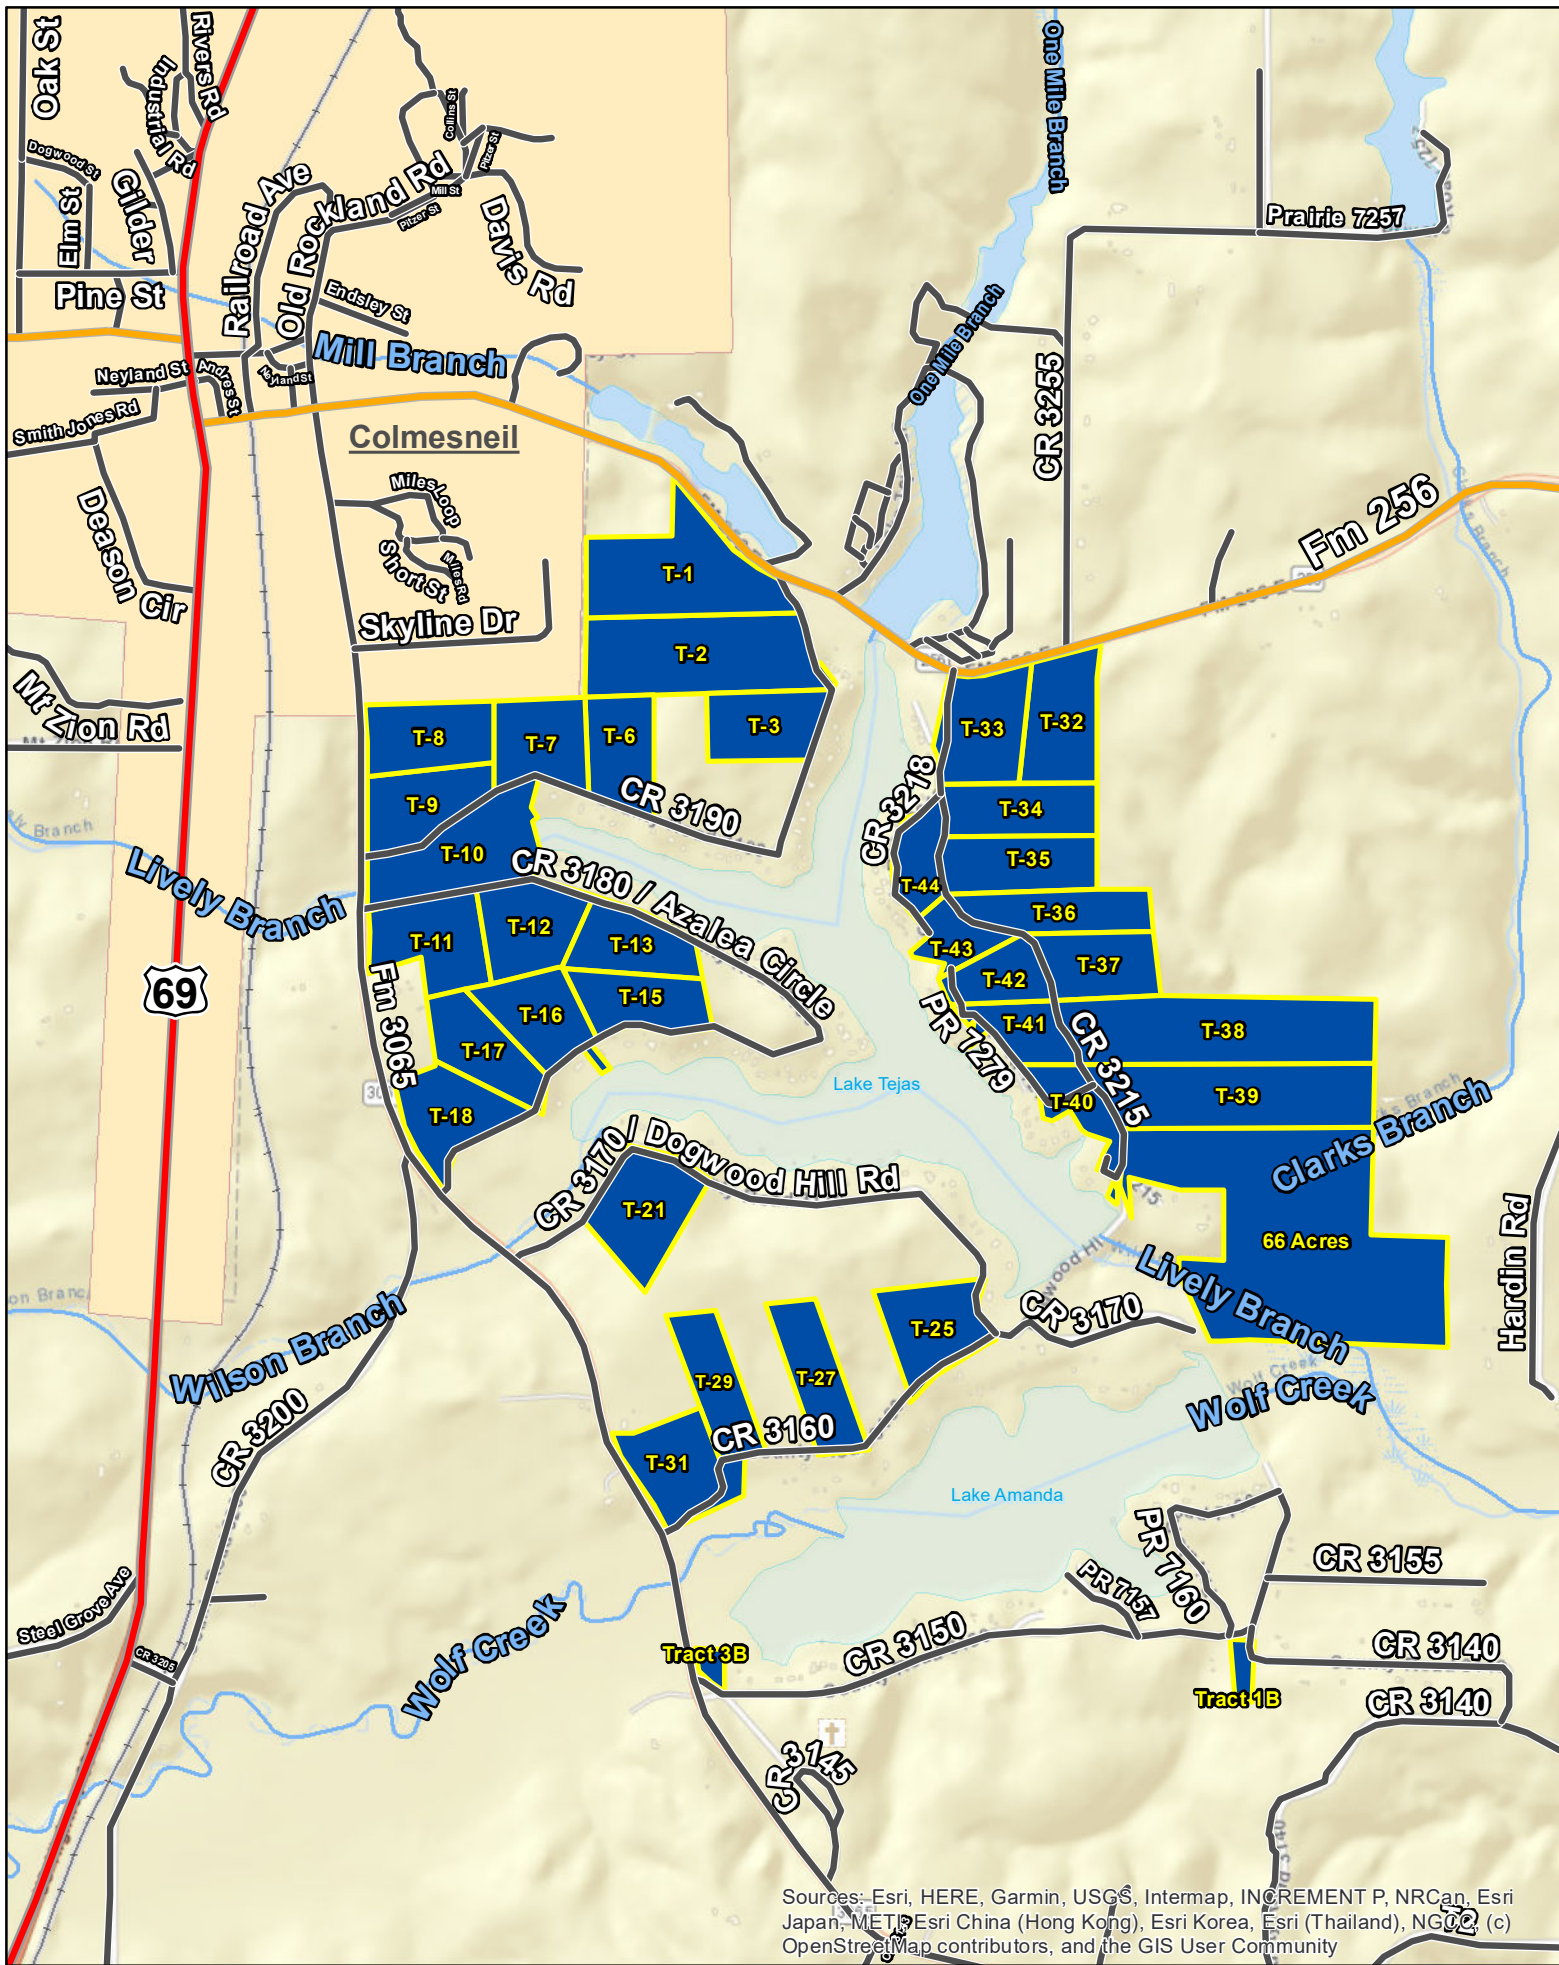 Oak St
Rivers Rd
Industrial Rd
Dogwood St
Elm St
Gilder
Pine St
Railroad Ave
Old Rockland Rd
Collins St
Pitzer St
Mill St
Pitzer St
Davis Rd
Endsley St
Mill Branch
Neyland St
Andress St
Neyland St
Smith Jones Rd
Colmesneil
Deason Cir
Miles Loop
Short St
Miles Rd
Skyline Dr
Mt Zion Rd
One Mile Branch
One Mile Branch
Prairie 7257
CR 3255
Fm 256
T-1
T-2
T-3
T-6
T-7
T-8
T-9
T-10
CR 3190
CR 3180 / Azalea Circle
Lively Branch
T-11
T-12
T-13
T-15
T-16
T-17
T-18
69
Fm 3065
T-33
T-32
CR 3218
T-34
T-35
T-44
T-36
T-43
T-37
T-42
T-41
T-38
PR 7279
CR 3215
T-40
T-39
Lake Tejas
Clarks Branch
CR 3170 / Dogwood Hill Rd
T-21
66 Acres
Hardin Rd
Lively Branch
CR 3170
T-25
T-29
T-27
CR 3160
T-31
Wilson Branch
CR 3200
Wolf Creek
Wolf Creek
Lake Amanda
PR 7160
PR 7157
CR 3155
Steel Grove Ave
CR 3205
Wolf Creek
Tract 3B
CR 3150
CR 3140
Tract 1B
CR 3140
CR 3145
Sources: Esri, HERE, Garmin, USGS, Intermap, INCREMENT P, NRCan, Esri
Japan, METI, Esri China (Hong Kong), Esri Korea, Esri (Thailand), NGCC, (c)
OpenStreetMap contributors, and the GIS User Community